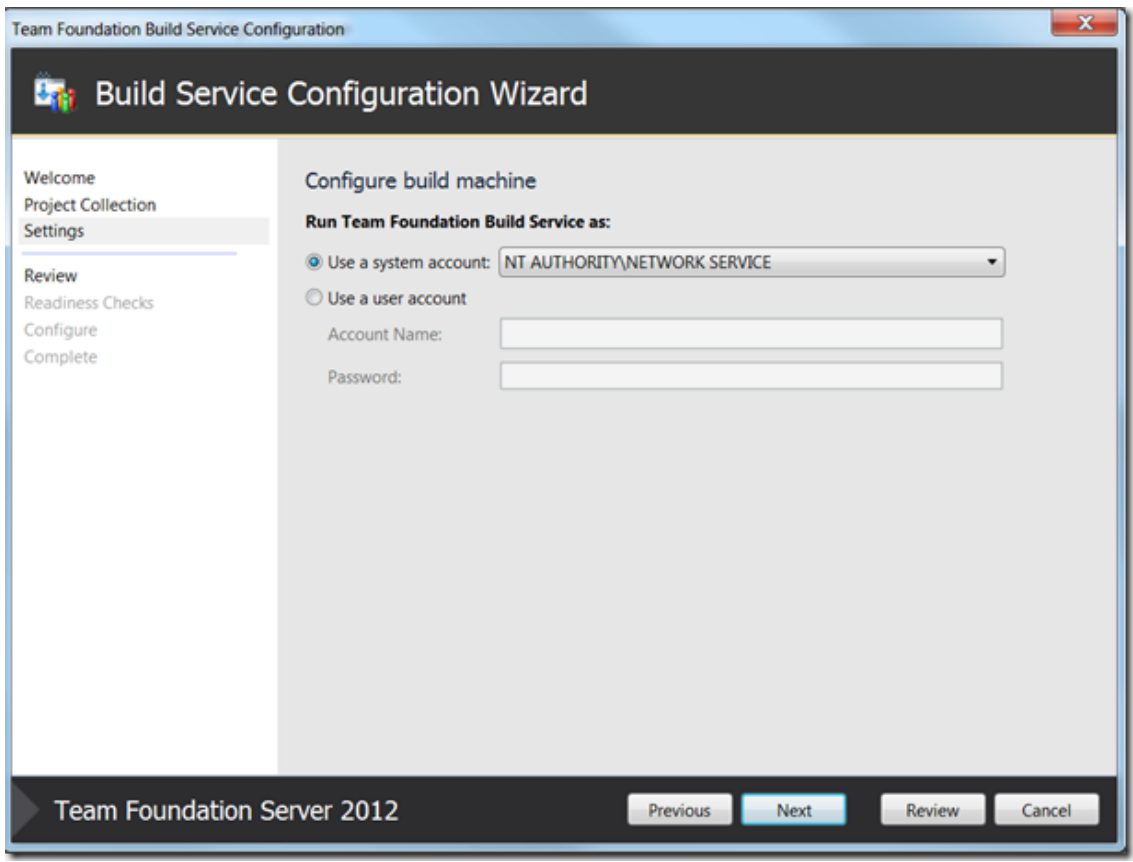 Team Foundation Build Service Configuration
Build Service Configuration Wizard
Welcome
Project Collection
Settings
Review
Readiness Checks
Configure
Complete
Configure build machine
Run Team Foundation Build Service as:
Use a system account: NT AUTHORITY\NETWORK SERVICE
Use a user account
Account Name:
Password:
Team Foundation Server 2012
Previous Next Review Cancel